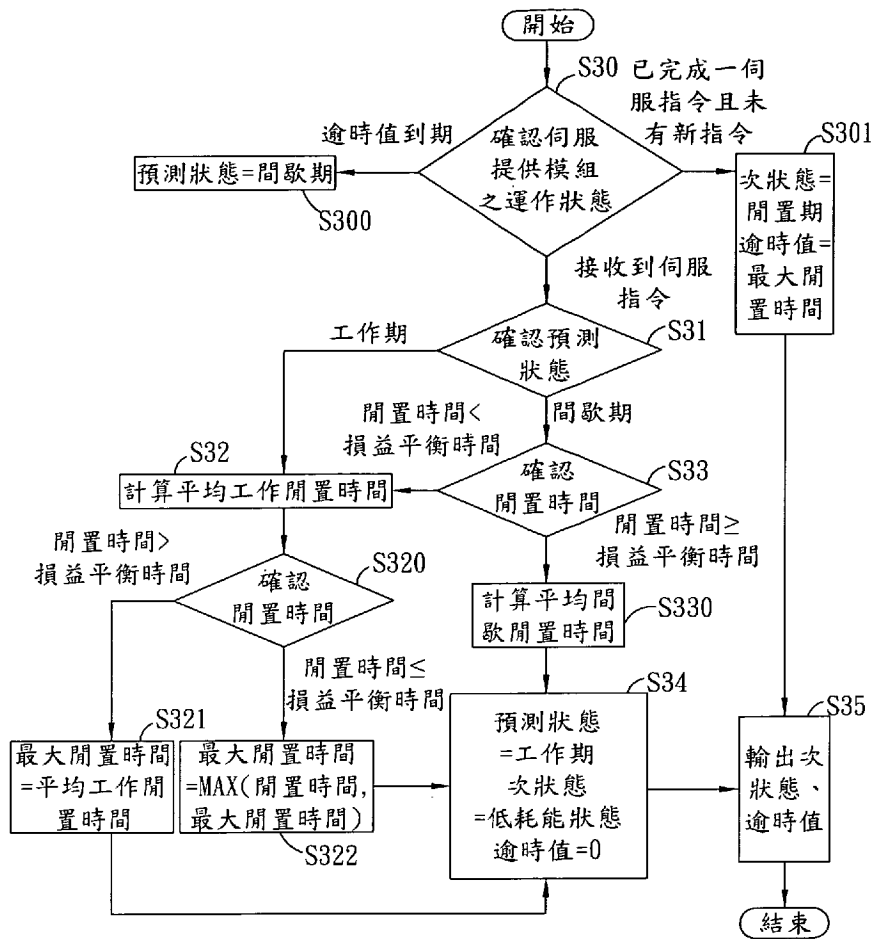 開始
S30
已完成一伺
服指令且未
有新指令
逾時值到期
確認伺服
提供模組
之運作狀態
S301
預測狀態=間歇期
S300
次狀態=
閒置期
逾時值=
最大閒
置時間
接收到伺服
指令
工作期
確認預測
狀態
S31
閒置時間<
損益平衡時間
間歇期
S32
計算平均工作閒置時間
確認
閒置時間
S33
閒置時間≥
損益平衡時間
閒置時間>
損益平衡時間
確認
閒置時間
S320
計算平均間
歇閒置時間
S330
閒置時間≤
損益平衡時間
S321
最大閒置時間
=平均工作閒
置時間
最大閒置時間
=MAX(閒置時間,
最大閒置時間)
S322
S34
預測狀態
=工作期
次狀態
=低耗能狀態
逾時值=0
S35
輸出次
狀態、
逾時值
結束